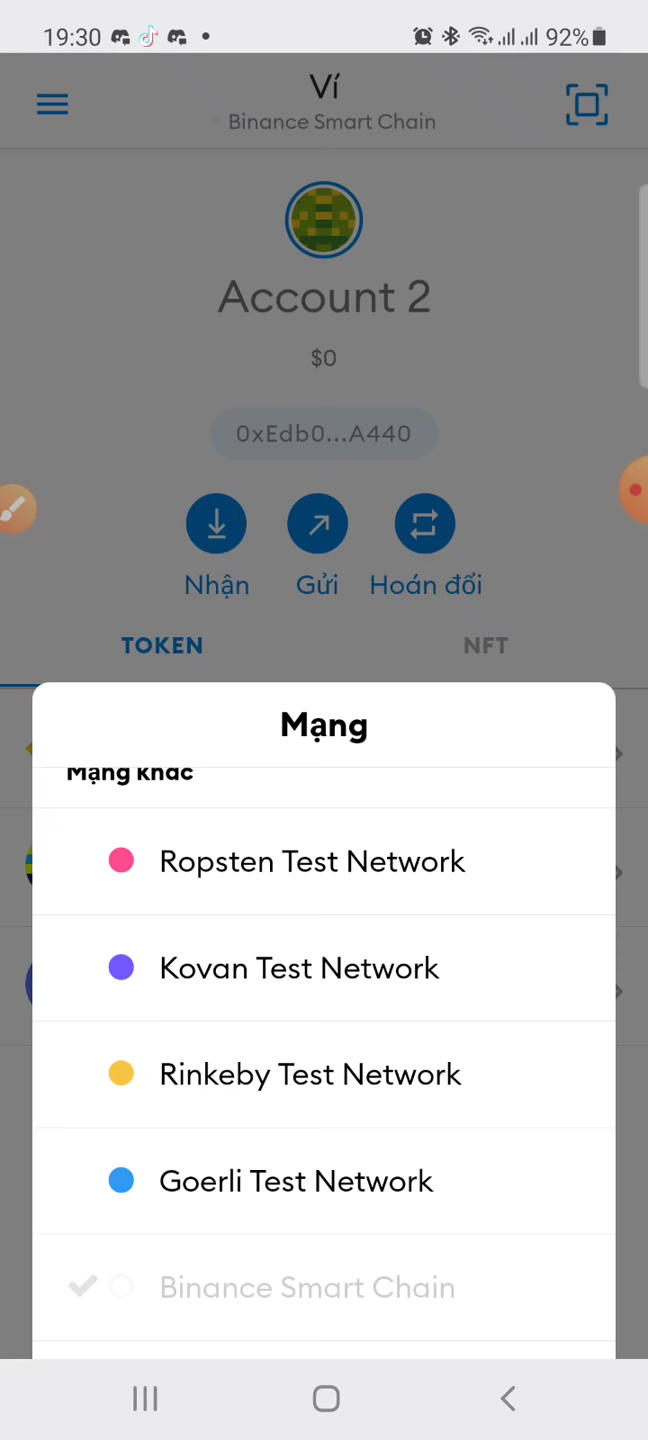 19:30
92%
Ví
Binance Smart Chain
Account 2
$0
0xEdb0...A440
Nhận
Gửi
Hoán đổi
TOKEN
NFT
Mạng
Mạng khác
Ropsten Test Network
Kovan Test Network
Rinkeby Test Network
Goerli Test Network
Binance Smart Chain